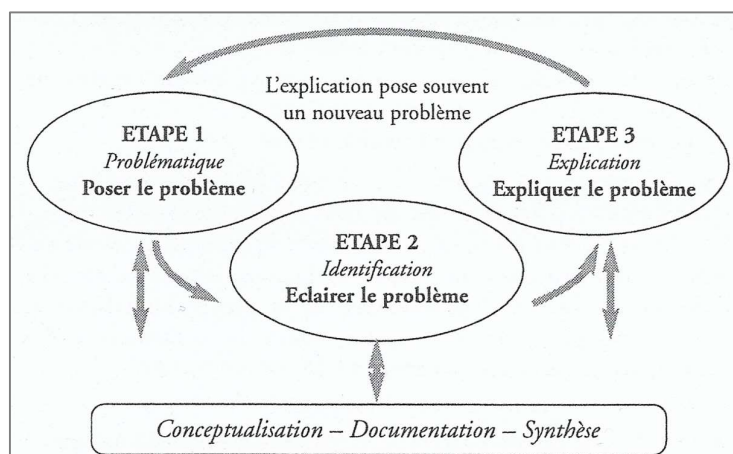 L'explication pose souvent
un nouveau problème
ETAPE 1
Problématique
Poser le problème
ETAPE 2
Identification
Eclairer le problème
ETAPE 3
Explication
Expliquer le problème
Conceptualisation – Documentation – Synthèse